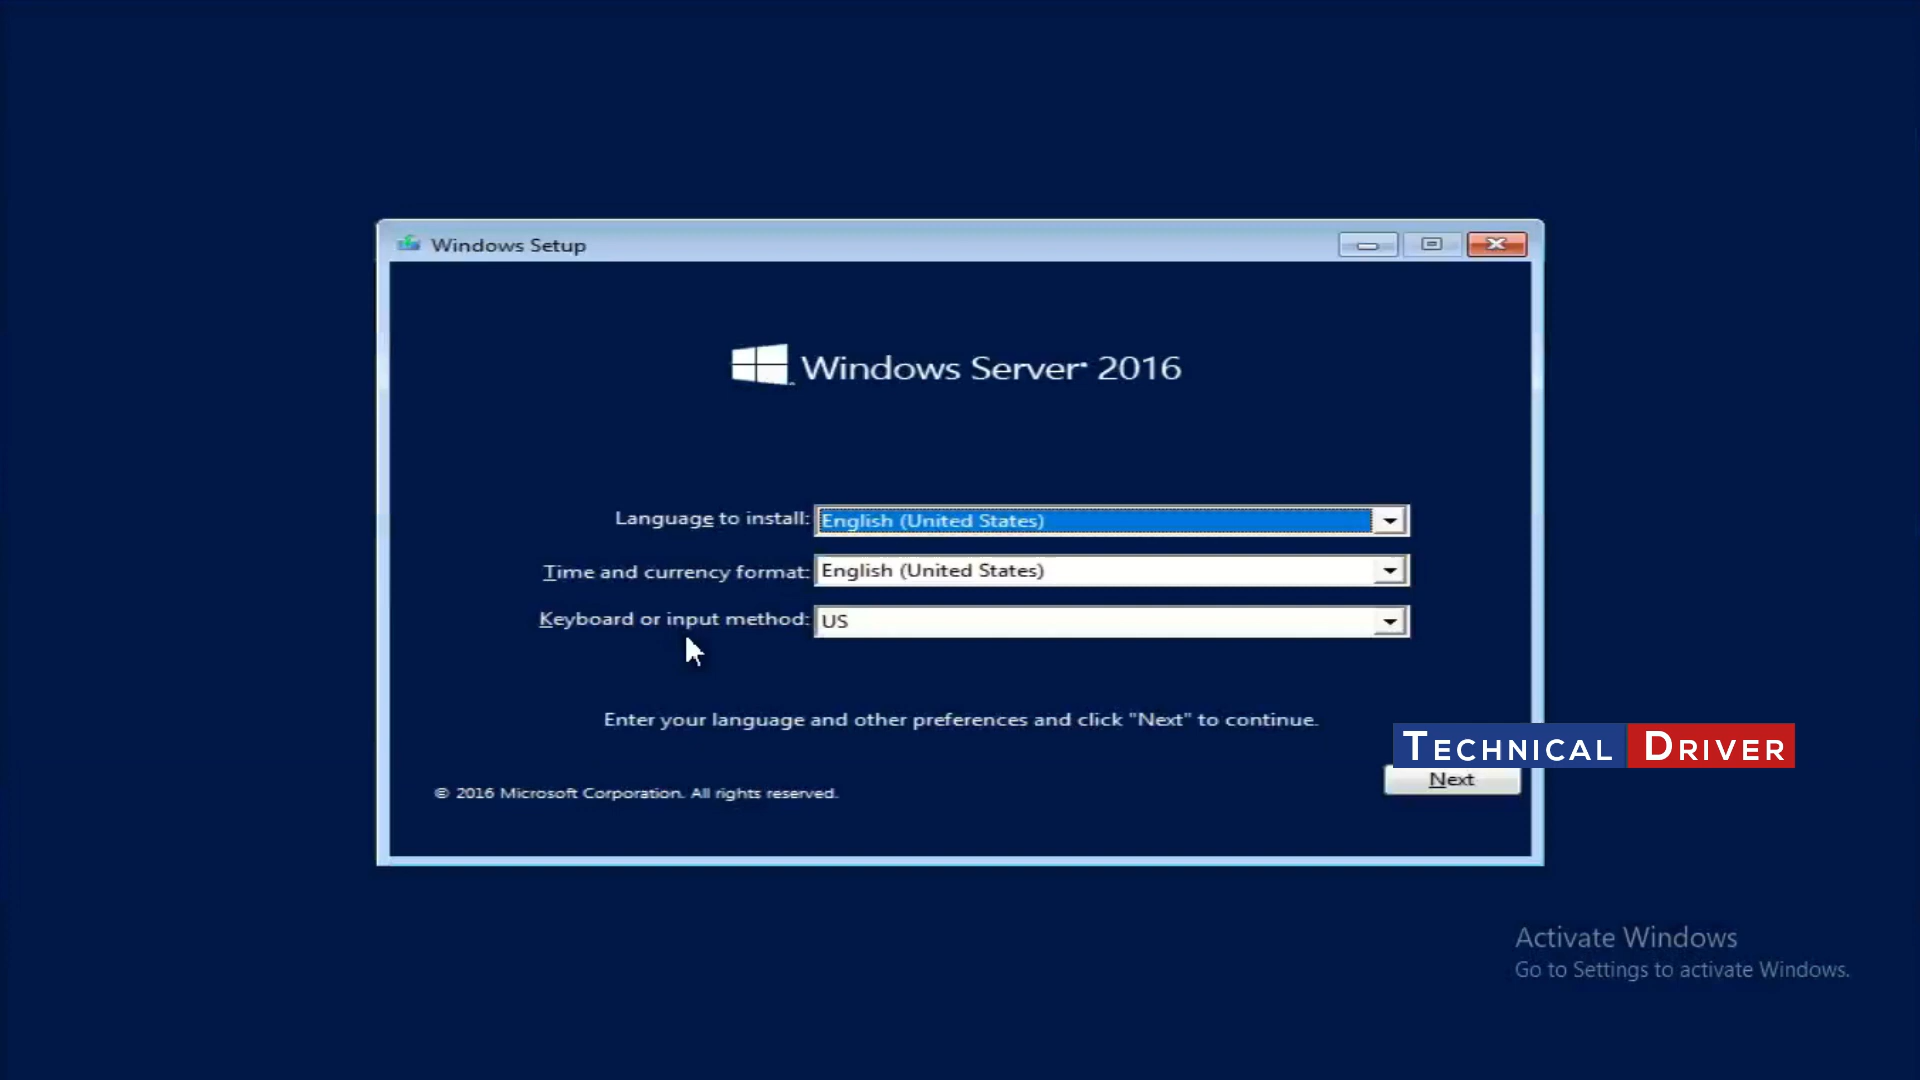 Windows Setup
Windows Server 2016
Language to install: English (United States)
Time and currency format: English (United States)
Keyboard or input method: US
Enter your language and other preferences and click "Next" to continue.
TECHNICAL DRIVER
Next
© 2016 Microsoft Corporation. All rights reserved.
Activate Windows
Go to Settings to activate Windows.